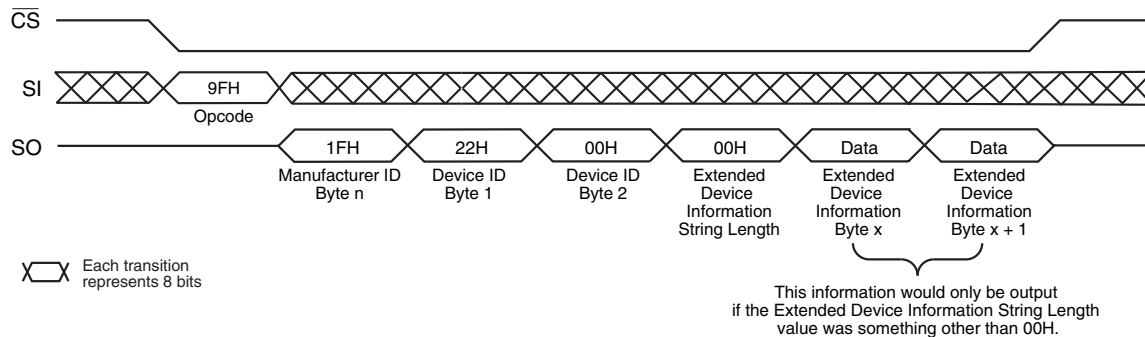 CS
SI
9FH
Opcode
SO
1FH
22H
00H
00H
Data
Data
Manufacturer ID
Byte n
Device ID
Byte 1
Device ID
Byte 2
Extended
Device
Information
String Length
Extended
Device
Information
Byte x
Extended
Device
Information
Byte x + 1
Each transition
represents 8 bits
This information would only be output
if the Extended Device Information String Length
value was something other than 00H.